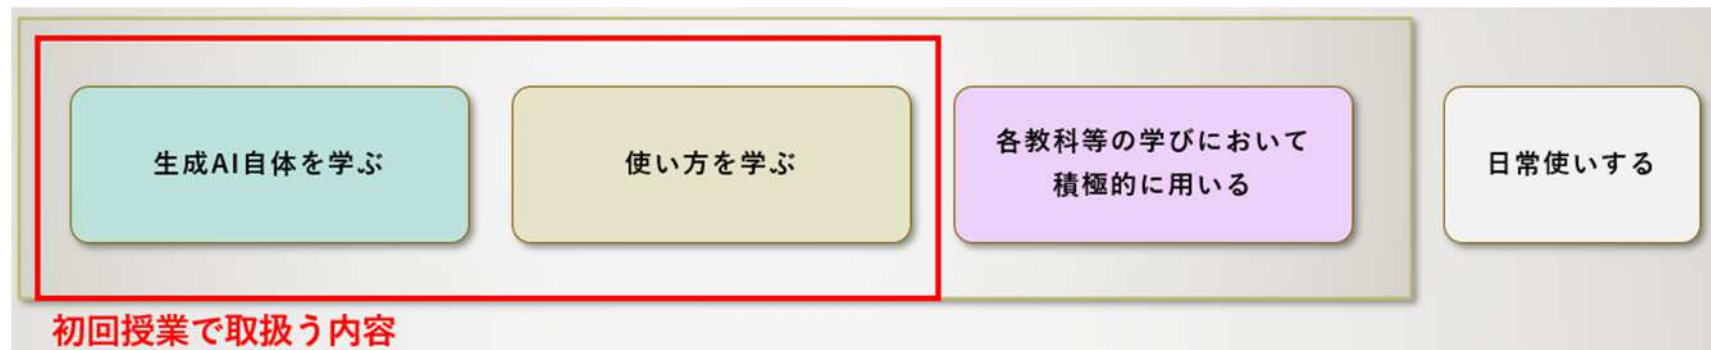 生成AI自体を学ぶ
使い方を学ぶ
各教科等の学びにおいて
積極的に用いる
日常使いする
初回授業で取扱う内容